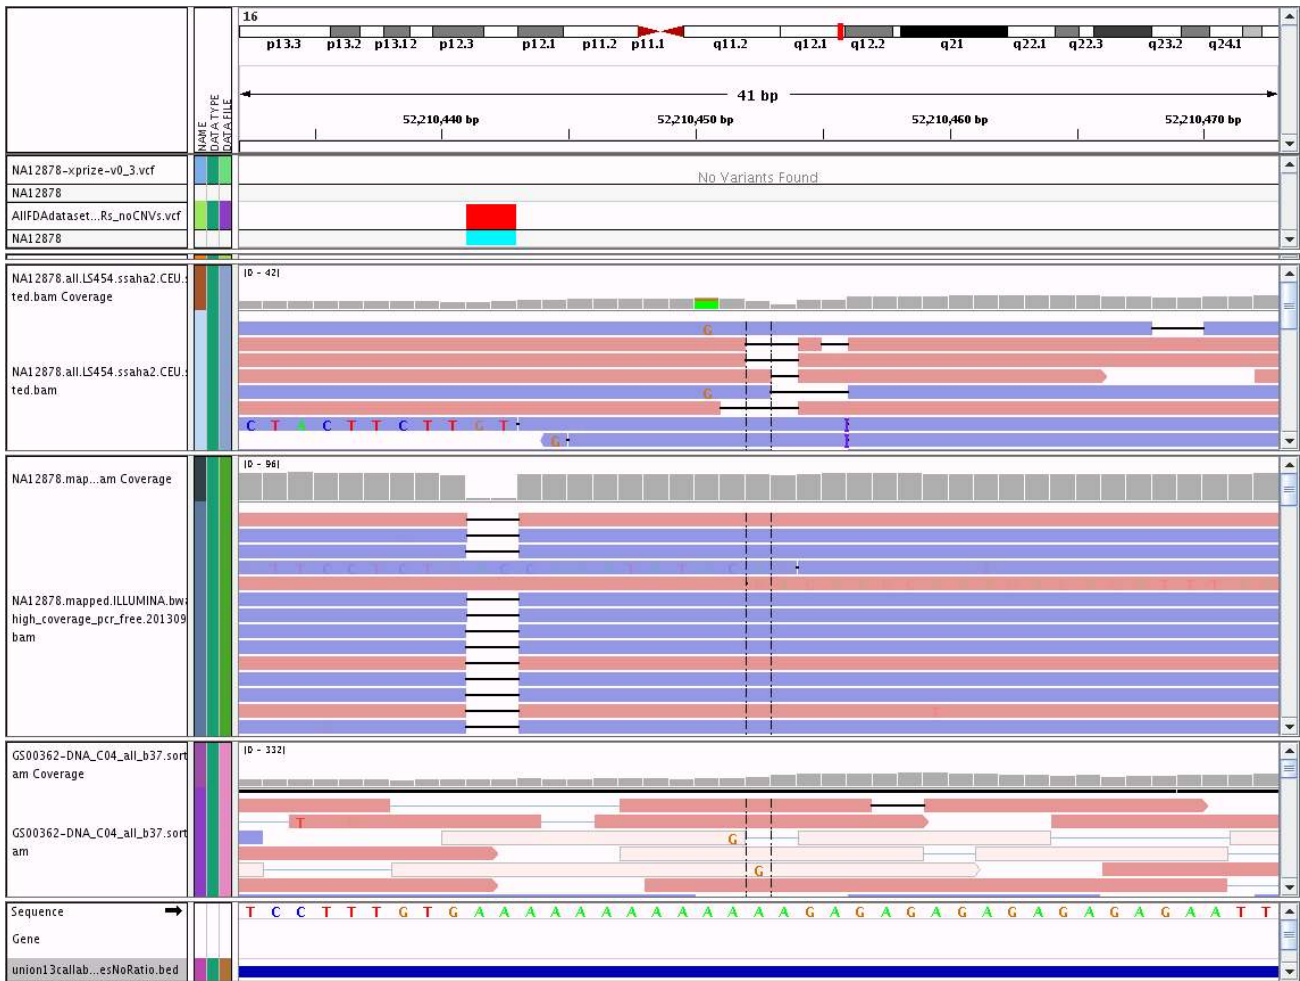 16
p13.3 p13.2 p13.12 p12.3 p12.1 p11.2 p11.1 q11.2 q12.1 q12.2 q21 q22.1 q22.3 q23.2 q24.1
41 bp
52,210,440 bp 52,210,450 bp 52,210,460 bp 52,210,470 bp
NAME
DATA TYPE
DATA FILE
NA12878-xprize-v0_3.vcf
No Variants Found
NA12878
AllFDAdataset...Rs_noCNVs.vcf
NA12878
NA12878.all.LS454.ssaha2.CEU.s
ted.bam Coverage
[0 - 42]
G
NA12878.all.LS454.ssaha2.CEU.s
ted.bam
G
C T A C T T C T T G T
I
G
I
NA12878.map...am Coverage
[0 - 96]
NA12878.mapped.ILLUMINA.bwa
high_coverage_pcr_free.201309
bam
GS00362-DNA_C04_all_b37.sort
am Coverage
[0 - 332]
T
GS00362-DNA_C04_all_b37.sort
am
G
G
Sequence
T C C T T T G T G A A A A A A A A A A A A A G A G A G A G A G A G A G A A T T
Gene
union13callab...esNoRatio.bed